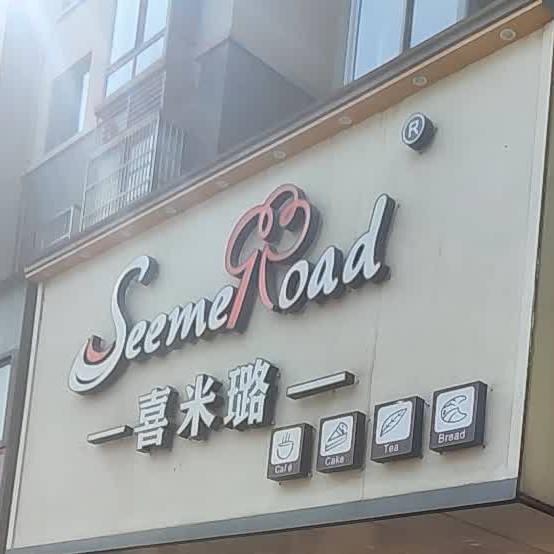 ®
SeemeRoad
喜米璐
Café Cake Tea Bread